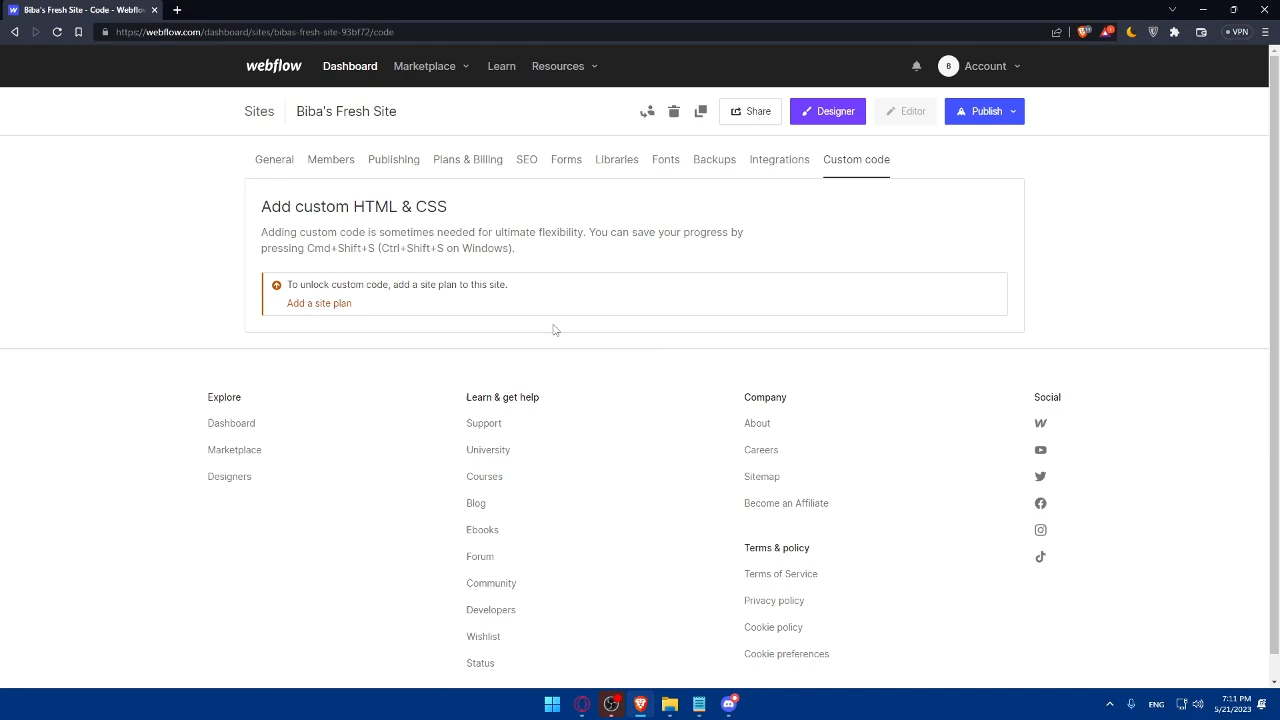 Biba's Fresh Site - Code - Webflow
https://webflow.com/dashboard/sites/bibas-fresh-site-93bf72/code
VPN
webflow
Dashboard
Marketplace
Learn
Resources
B
Account
Sites
Biba's Fresh Site
Share
Designer
Editor
Publish
General
Members
Publishing
Plans & Billing
SEO
Forms
Libraries
Fonts
Backups
Integrations
Custom code
Add custom HTML & CSS
Adding custom code is sometimes needed for ultimate flexibility. You can save your progress by
pressing Cmd+Shift+S (Ctrl+Shift+S on Windows).
To unlock custom code, add a site plan to this site.
Add a site plan
Explore
Dashboard
Marketplace
Designers
Learn & get help
Support
University
Courses
Blog
Ebooks
Forum
Community
Developers
Wishlist
Status
Company
About
Careers
Sitemap
Become an Affiliate
Terms & policy
Terms of Service
Privacy policy
Cookie policy
Cookie preferences
Social
ENG
7:11 PM
5/21/2023